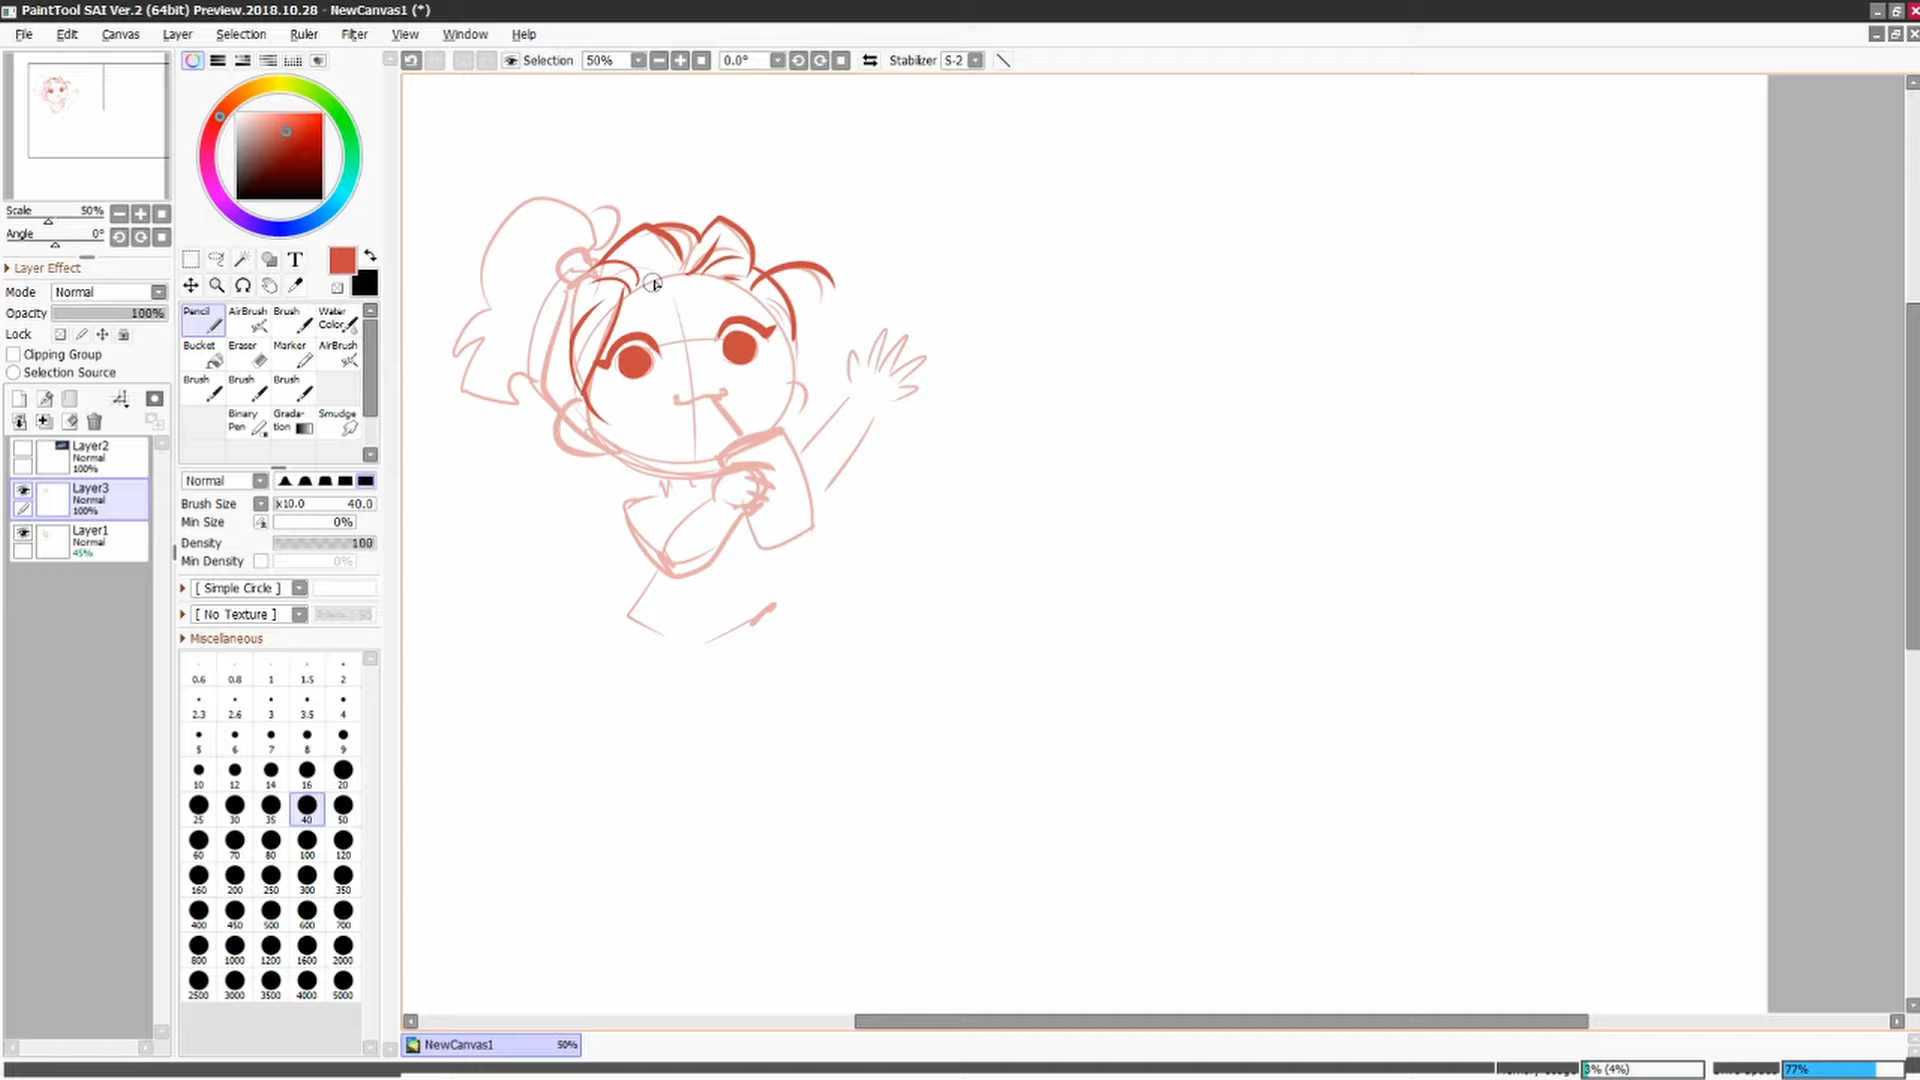 PaintTool SAI Ver.2 (64bit) Preview.2018.10.28 - NewCanvas1 (*)
File Edit Canvas Layer Selection Ruler Filter View Window Help
Selection 50% 0.0° Stabilizer S-2
Scale 50%
Angle 0°
Layer Effect
Mode Normal
Opacity 100%
Lock
Clipping Group
Selection Source
Layer2
Normal
100%
Layer3
Normal
100%
Layer1
Normal
45%
T
Pencil AirBrush Brush Water Color
Bucket Eraser Marker AirBrush
Brush Brush Brush
Binary Pen Grada-tion Smudge
Normal
Brush Size x10.0 40.0
Min Size 0%
Density 100
Min Density 0%
[ Simple Circle ]
[ No Texture ]
Miscellaneous
0.6 0.8 1 1.5 2
2.3 2.6 3 3.5 4
5 6 7 8 9
10 12 14 16 20
25 30 35 40 50
60 70 80 100 120
160 200 250 300 350
400 450 500 600 700
800 1000 1200 1600 2000
2500 3000 3500 4000 5000
NewCanvas1 50%
3% (4%) 77%